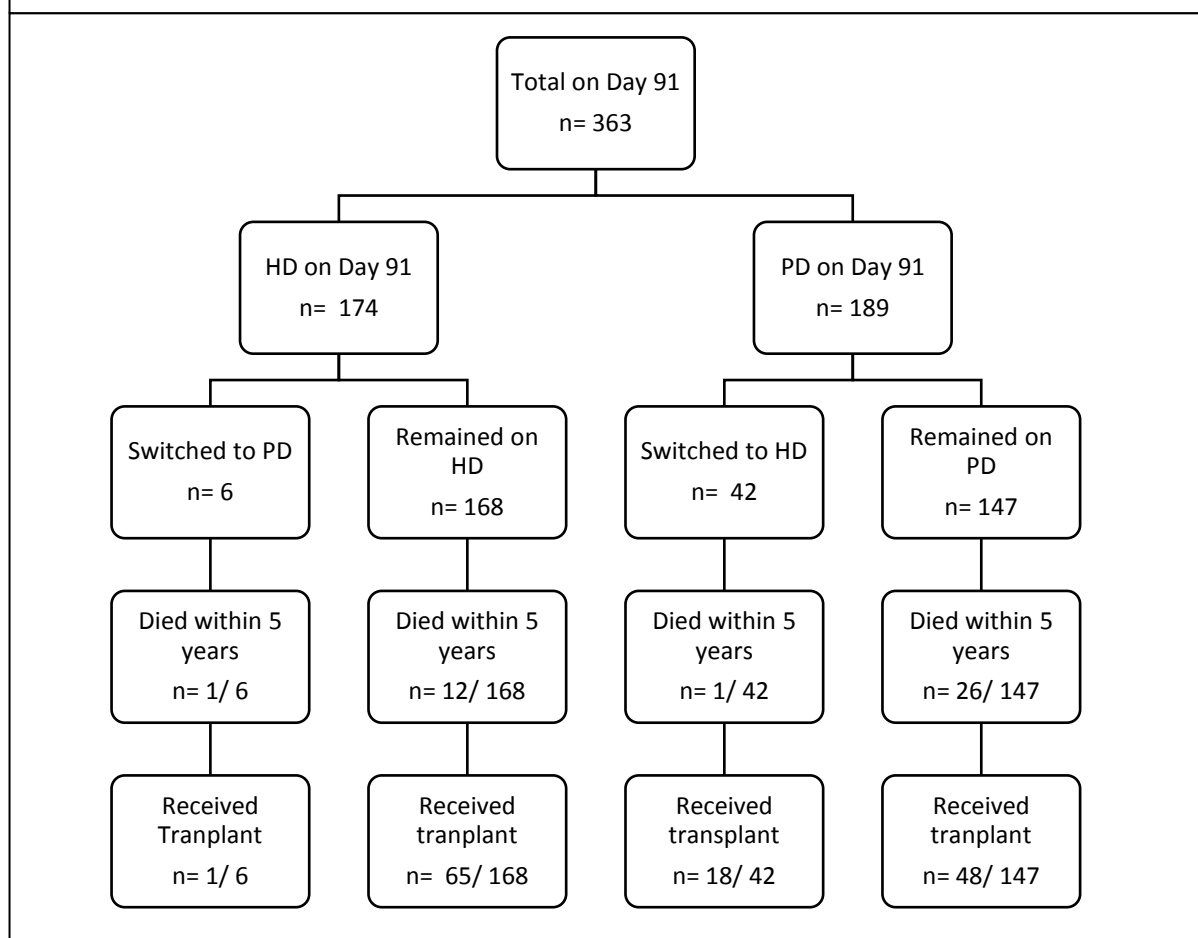 Total on Day 91
n= 363
HD on Day 91
n=  174
PD on Day 91
n= 189
Switched to PD
n= 6
Remained on
HD
n= 168
Switched to HD
n=  42
Remained on
PD
n= 147
Died within 5
years
n= 1/ 6
Died within 5
years
n= 12/ 168
Died within 5
years
n= 1/ 42
Died within 5
years
n= 26/ 147
Received
Tranplant
n= 1/ 6
Received
tranplant
n=  65/ 168
Received
transplant
n= 18/ 42
Received
tranplant
n= 48/ 147